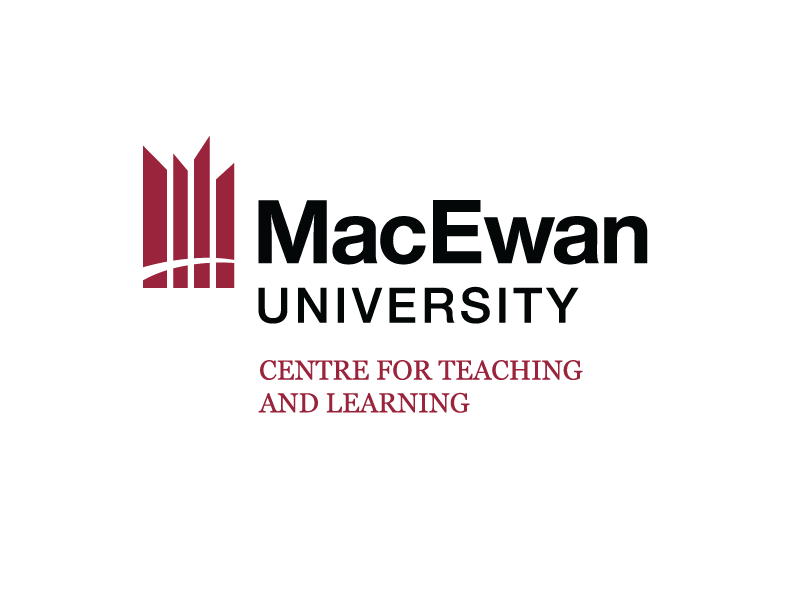 MacEwan
UNIVERSITY
CENTRE FOR TEACHING
AND LEARNING